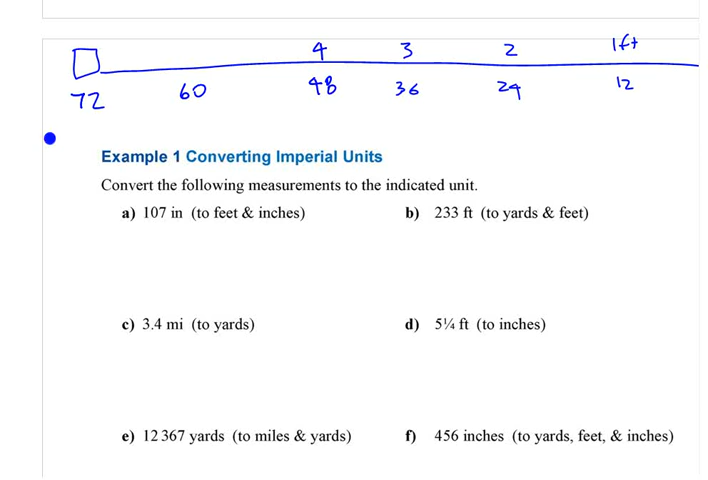 4 3 2 1ft
72 60 48 36 24 12
Example 1 Converting Imperial Units
Convert the following measurements to the indicated unit.
a) 107 in (to feet & inches) b) 233 ft (to yards & feet)
c) 3.4 mi (to yards) d) 5¼ ft (to inches)
e) 12 367 yards (to miles & yards) f) 456 inches (to yards, feet, & inches)